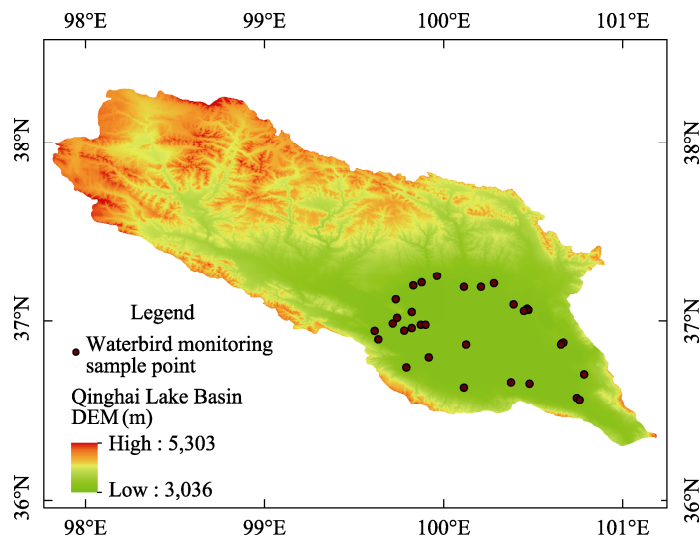 98°E 99°E 100°E 101°E
38°N 38°N
37°N 37°N
36°N 36°N
Legend
Waterbird monitoring
sample point
Qinghai Lake Basin
DEM (m)
High : 5,303
Low : 3,036
98°E 99°E 100°E 101°E